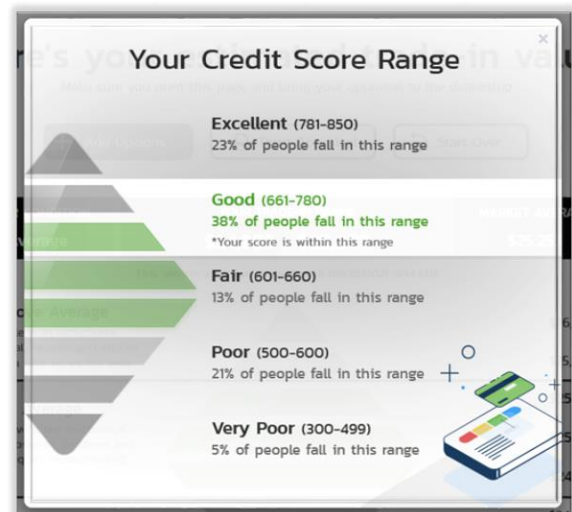 ×
Your Credit Score Range
Excellent (781-850)
23% of people fall in this range
Good (661-780)
38% of people fall in this range
*Your score is within this range
Fair (601-660)
13% of people fall in this range
Poor (500-600)
21% of people fall in this range
Very Poor (300-499)
5% of people fall in this range
Start Over